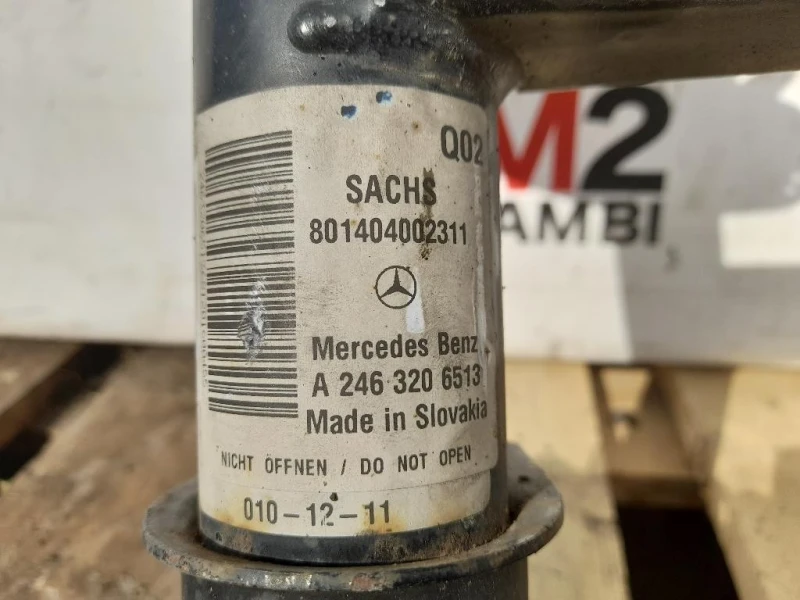 Q02
SACHS
801404002311
Mercedes Benz
A 246 320 6513
Made in Slovakia
NICHT ÖFFNEN / DO NOT OPEN
010-12-11
M2
AMBI